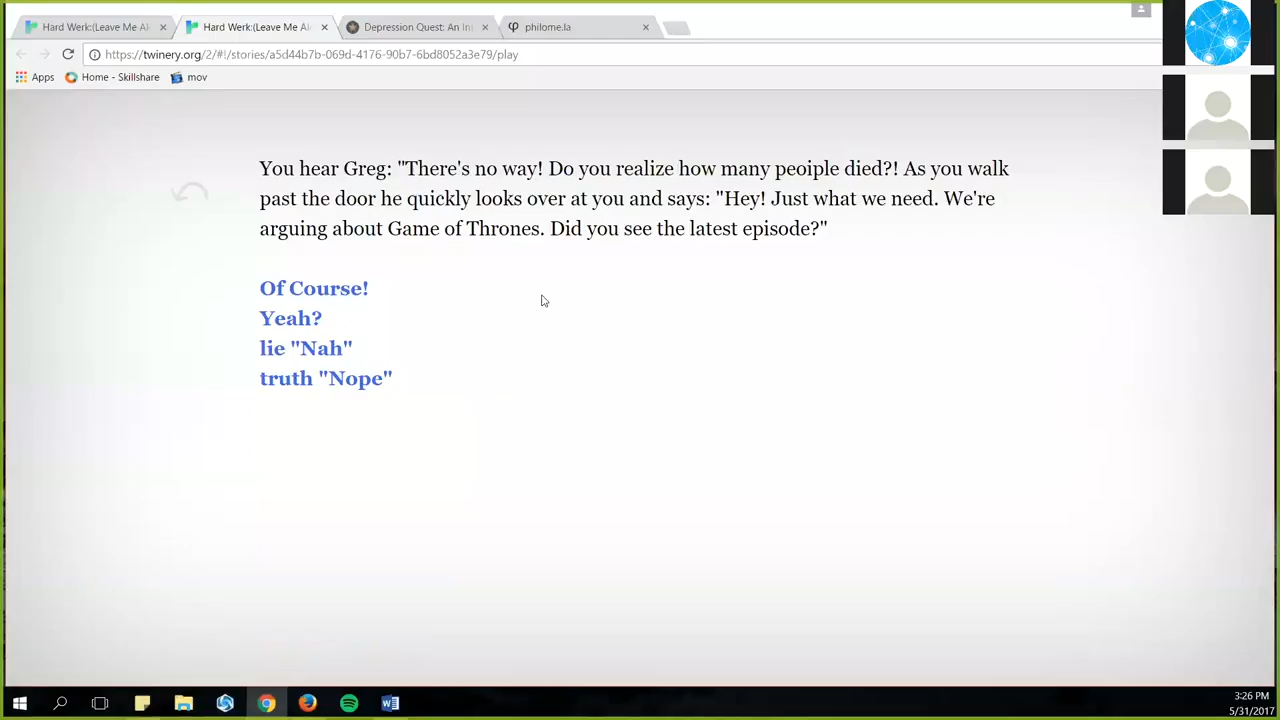 Hard Werk:(Leave Me Al
Hard Werk:(Leave Me Al
Depression Quest: An In
philome.la
https://twinery.org/2/#!/stories/a5d44b7b-069d-4176-90b7-6bd8052a3e79/play
Apps
Home - Skillshare
mov
You hear Greg: "There's no way! Do you realize how many peoiple died?! As you walk
past the door he quickly looks over at you and says: "Hey! Just what we need. We're
arguing about Game of Thrones. Did you see the latest episode?"
Of Course!
Yeah?
lie "Nah"
truth "Nope"
3:26 PM
5/31/2017